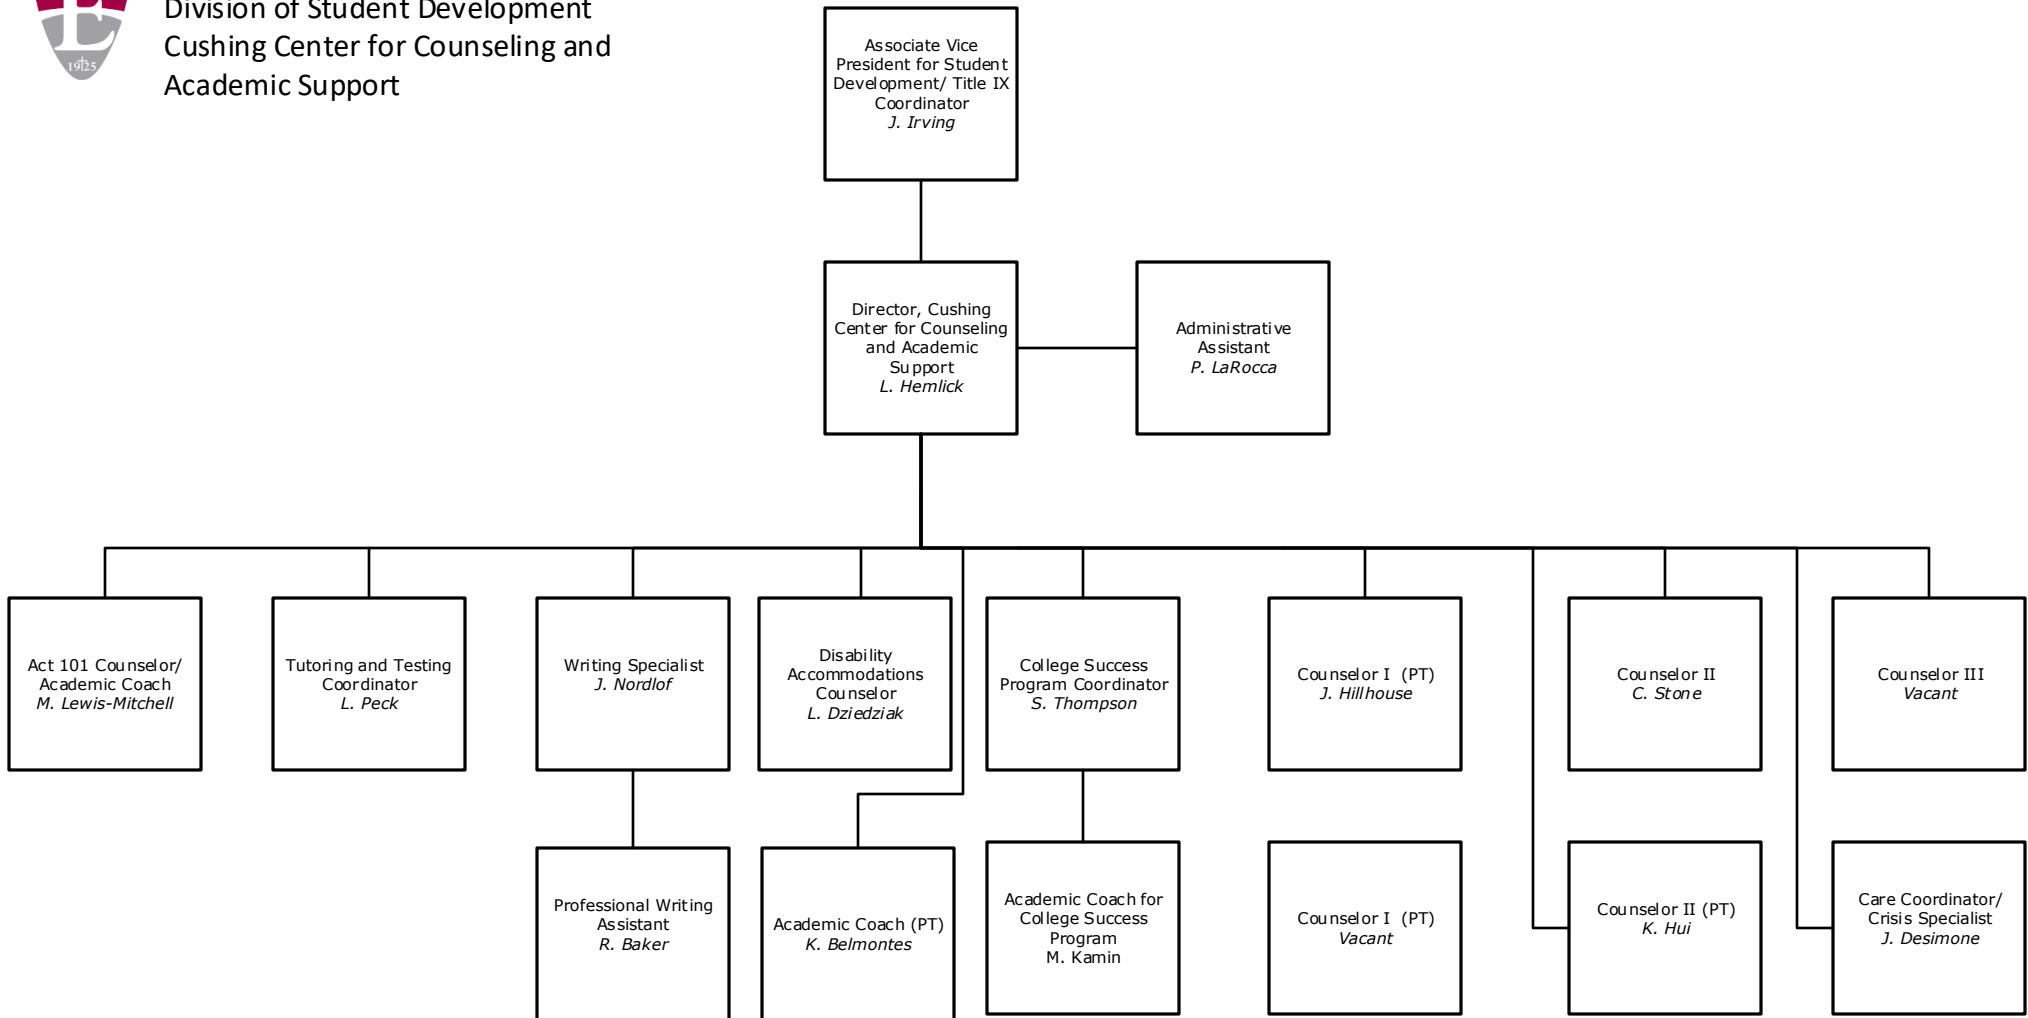 Division of Student Development
Cushing Center for Counseling and
Academic Support
E
1925
Associate Vice
President for Student
Development/ Title IX
Coordinator
J. Irving
Director, Cushing
Center for Counseling
and Academic
Support
L. Hemlick
Administrative
Assistant
P. LaRocca
Act 101 Counselor/
Academic Coach
M. Lewis-Mitchell
Tutoring and Testing
Coordinator
L. Peck
Writing Specialist
J. Nordlof
Disability
Accommodations
Counselor
L. Dziedziak
College Success
Program Coordinator
S. Thompson
Counselor I (PT)
J. Hillhouse
Counselor II
C. Stone
Counselor III
Vacant
Professional Writing
Assistant
R. Baker
Academic Coach (PT)
K. Belmontes
Academic Coach for
College Success
Program
M. Kamin
Counselor I (PT)
Vacant
Counselor II (PT)
K. Hui
Care Coordinator/
Crisis Specialist
J. Desimone